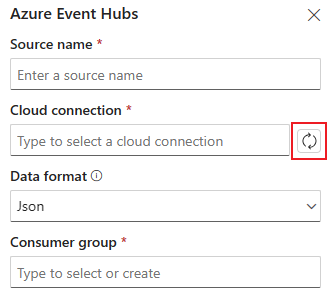 Azure Event Hubs
Source name *
Enter a source name
Cloud connection *
Type to select a cloud connection
Data format
Json
Consumer group *
Type to select or create